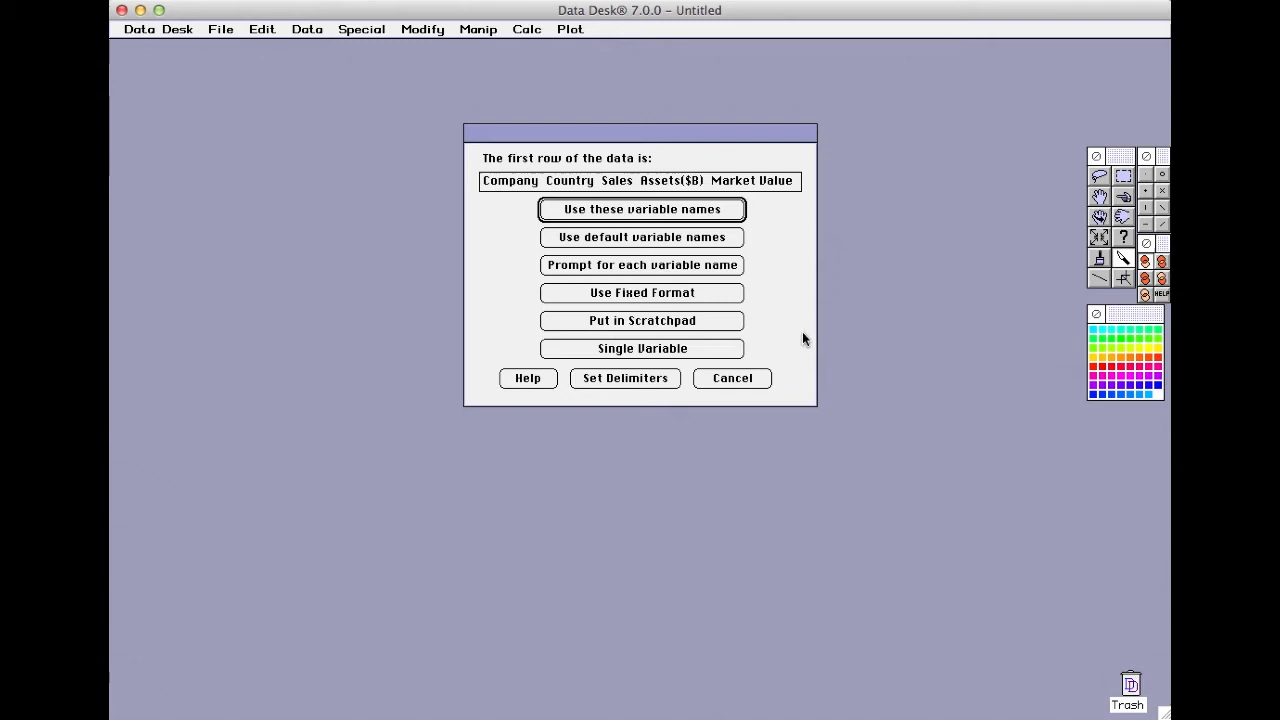 Data Desk® 7.0.0 – Untitled
Data Desk File Edit Data Special Modify Manip Calc Plot
The first row of the data is:
Company Country Sales Assets($B) Market Value
Use these variable names
Use default variable names
Prompt for each variable name
Use Fixed Format
Put in Scratchpad
Single Variable
Help Set Delimiters Cancel
?
HELP
Trash